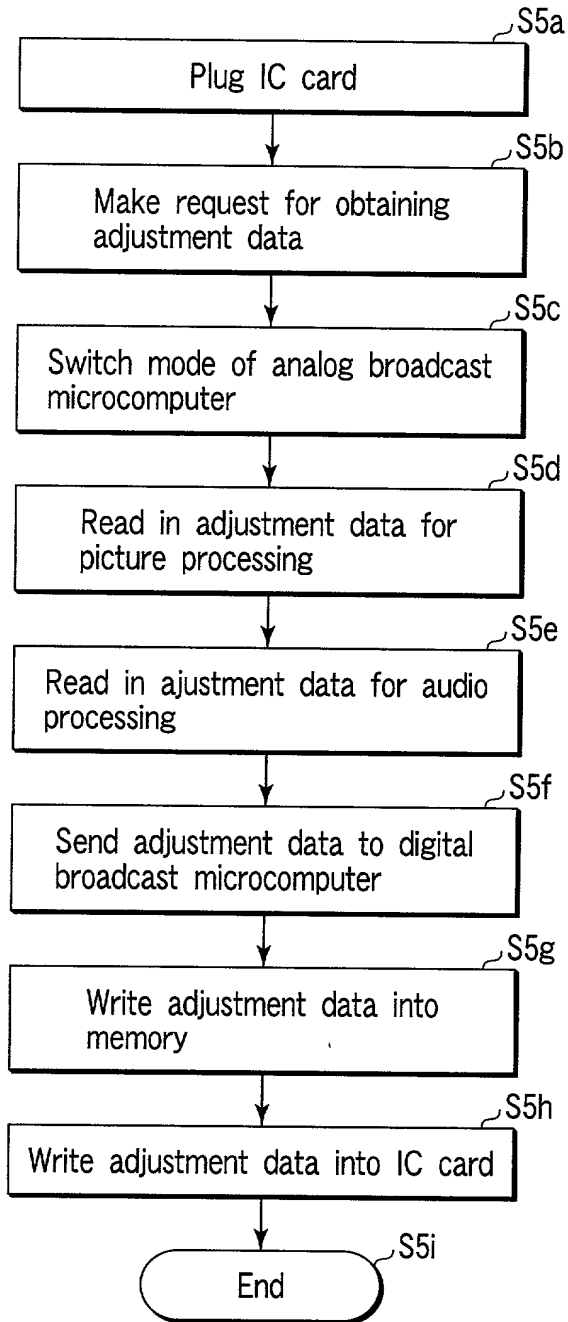 S5a
Plug IC card
S5b
Make request for obtaining
adjustment data
S5c
Switch mode of analog broadcast
microcomputer
S5d
Read in adjustment data for
picture processing
S5e
Read in ajustment data for audio
processing
S5f
Send adjustment data to digital
broadcast microcomputer
S5g
Write adjustment data into
memory
S5h
Write adjustment data into IC card
S5i
End